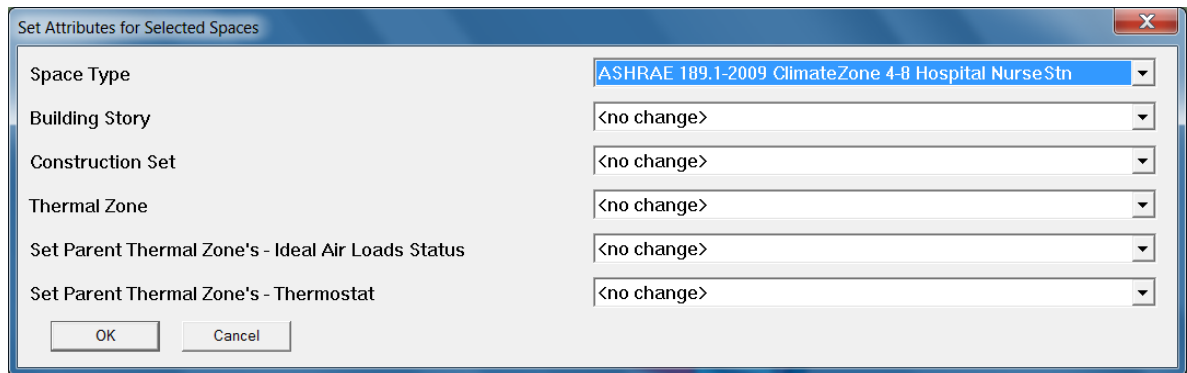 Set Attributes for Selected Spaces
Space Type ASHRAE 189.1-2009 ClimateZone 4-8 Hospital NurseStn
Building Story <no change>
Construction Set <no change>
Thermal Zone <no change>
Set Parent Thermal Zone's - Ideal Air Loads Status <no change>
Set Parent Thermal Zone's - Thermostat <no change>
OK Cancel